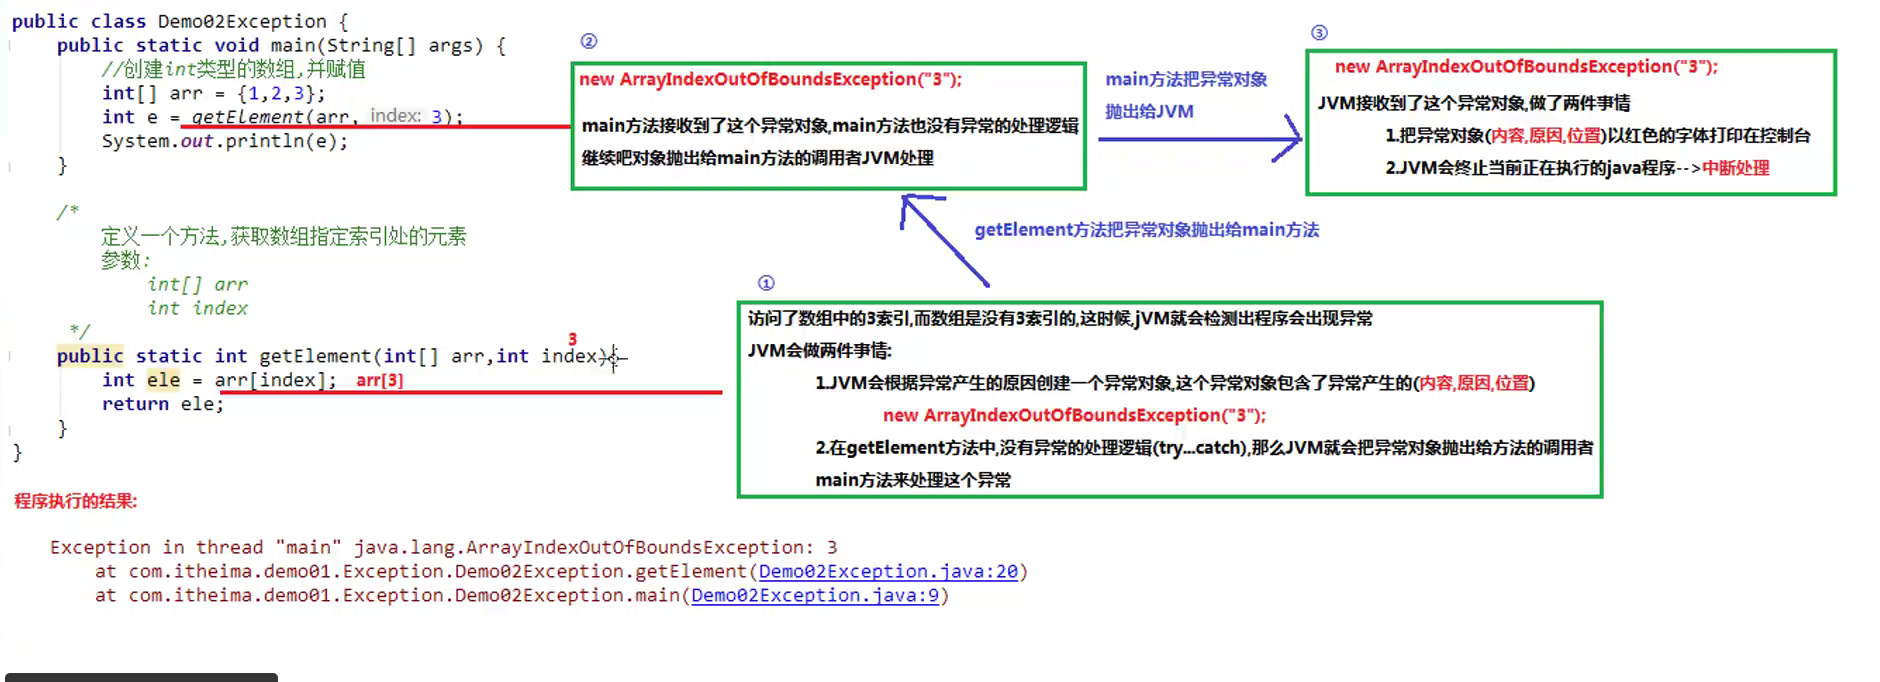 public class Demo02Exception {
public static void main(String[] args) {
//创建int类型的数组,并赋值
int[] arr = {1,2,3};
int e = getElement(arr, index: 3);
System.out.println(e);
}
/*
定义一个方法,获取数组指定索引处的元素
参数:
int[] arr
int index
*/
3
public static int getElement(int[] arr,int index){
int ele = arr[index]; arr[3]
return ele;
}
}
②
new ArrayIndexOutOfBoundsException("3");
main方法接收到了这个异常对象,main方法也没有异常的处理逻辑
继续吧对象抛出给main方法的调用者JVM处理
main方法把异常对象
抛出给JVM
③
new ArrayIndexOutOfBoundsException("3");
JVM接收到了这个异常对象,做了两件事情
1.把异常对象(内容,原因,位置)以红色的字体打印在控制台
2.JVM会终止当前正在执行的java程序-->中断处理
getElement方法把异常对象抛出给main方法
①
访问了数组中的3索引,而数组是没有3索引的,这时候,jVM就会检测出程序会出现异常
JVM会做两件事情:
1.JVM会根据异常产生的原因创建一个异常对象,这个异常对象包含了异常产生的(内容,原因,位置)
new ArrayIndexOutOfBoundsException("3");
2.在getElement方法中,没有异常的处理逻辑(try...catch),那么JVM就会把异常对象抛出给方法的调用者
main方法来处理这个异常
程序执行的结果:
Exception in thread "main" java.lang.ArrayIndexOutOfBoundsException: 3
at com.itheima.demo01.Exception.Demo02Exception.getElement(Demo02Exception.java:20)
at com.itheima.demo01.Exception.Demo02Exception.main(Demo02Exception.java:9)